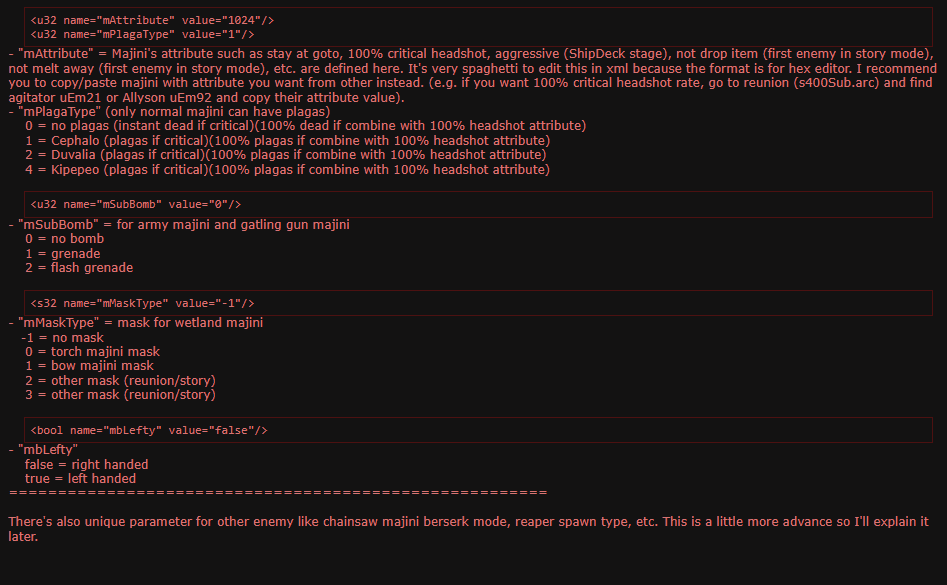 <u32 name="mAttribute" value="1024"/>
<u32 name="mPlagaType" value="1"/>
- "mAttribute" = Majini's attribute such as stay at goto, 100% critical headshot, aggressive (ShipDeck stage), not drop item (first enemy in story mode),
not melt away (first enemy in story mode), etc. are defined here. It's very spaghetti to edit this in xml because the format is for hex editor. I recommend
you to copy/paste majini with attribute you want from other instead. (e.g. if you want 100% critical headshot rate, go to reunion (s400Sub.arc) and find
agitator uEm21 or Allyson uEm92 and copy their attribute value).
- "mPlagaType" (only normal majini can have plagas)
0 = no plagas (instant dead if critical)(100% dead if combine with 100% headshot attribute)
1 = Cephalo (plagas if critical)(100% plagas if combine with 100% headshot attribute)
2 = Duvalia (plagas if critical)(100% plagas if combine with 100% headshot attribute)
4 = Kipepeo (plagas if critical)(100% plagas if combine with 100% headshot attribute)
<u32 name="mSubBomb" value="0"/>
- "mSubBomb" = for army majini and gatling gun majini
0 = no bomb
1 = grenade
2 = flash grenade
<s32 name="mMaskType" value="-1"/>
- "mMaskType" = mask for wetland majini
-1 = no mask
0 = torch majini mask
1 = bow majini mask
2 = other mask (reunion/story)
3 = other mask (reunion/story)
<bool name="mbLefty" value="false"/>
- "mbLefty"
false = right handed
true = left handed
=======================================================
There's also unique parameter for other enemy like chainsaw majini berserk mode, reaper spawn type, etc. This is a little more advance so I'll explain it
later.